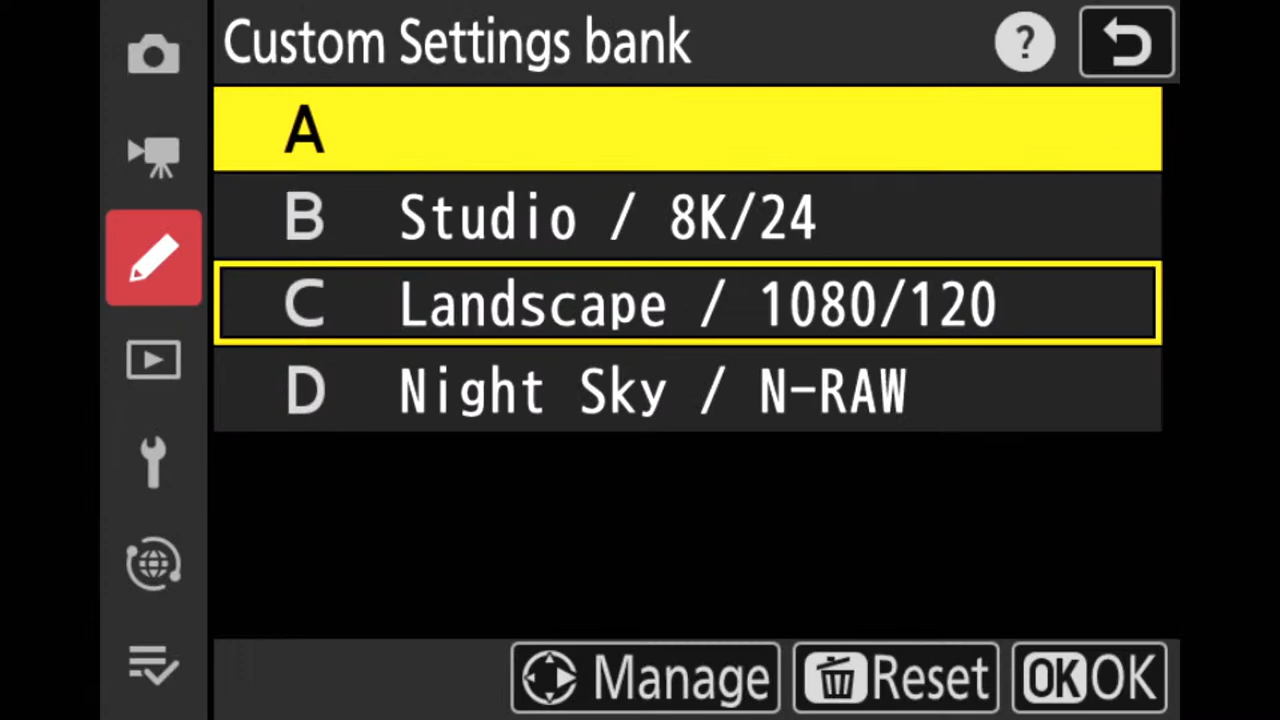 Custom Settings bank ?
A
B Studio / 8K/24
C Landscape / 1080/120
D Night Sky / N-RAW
Manage Reset OK OK